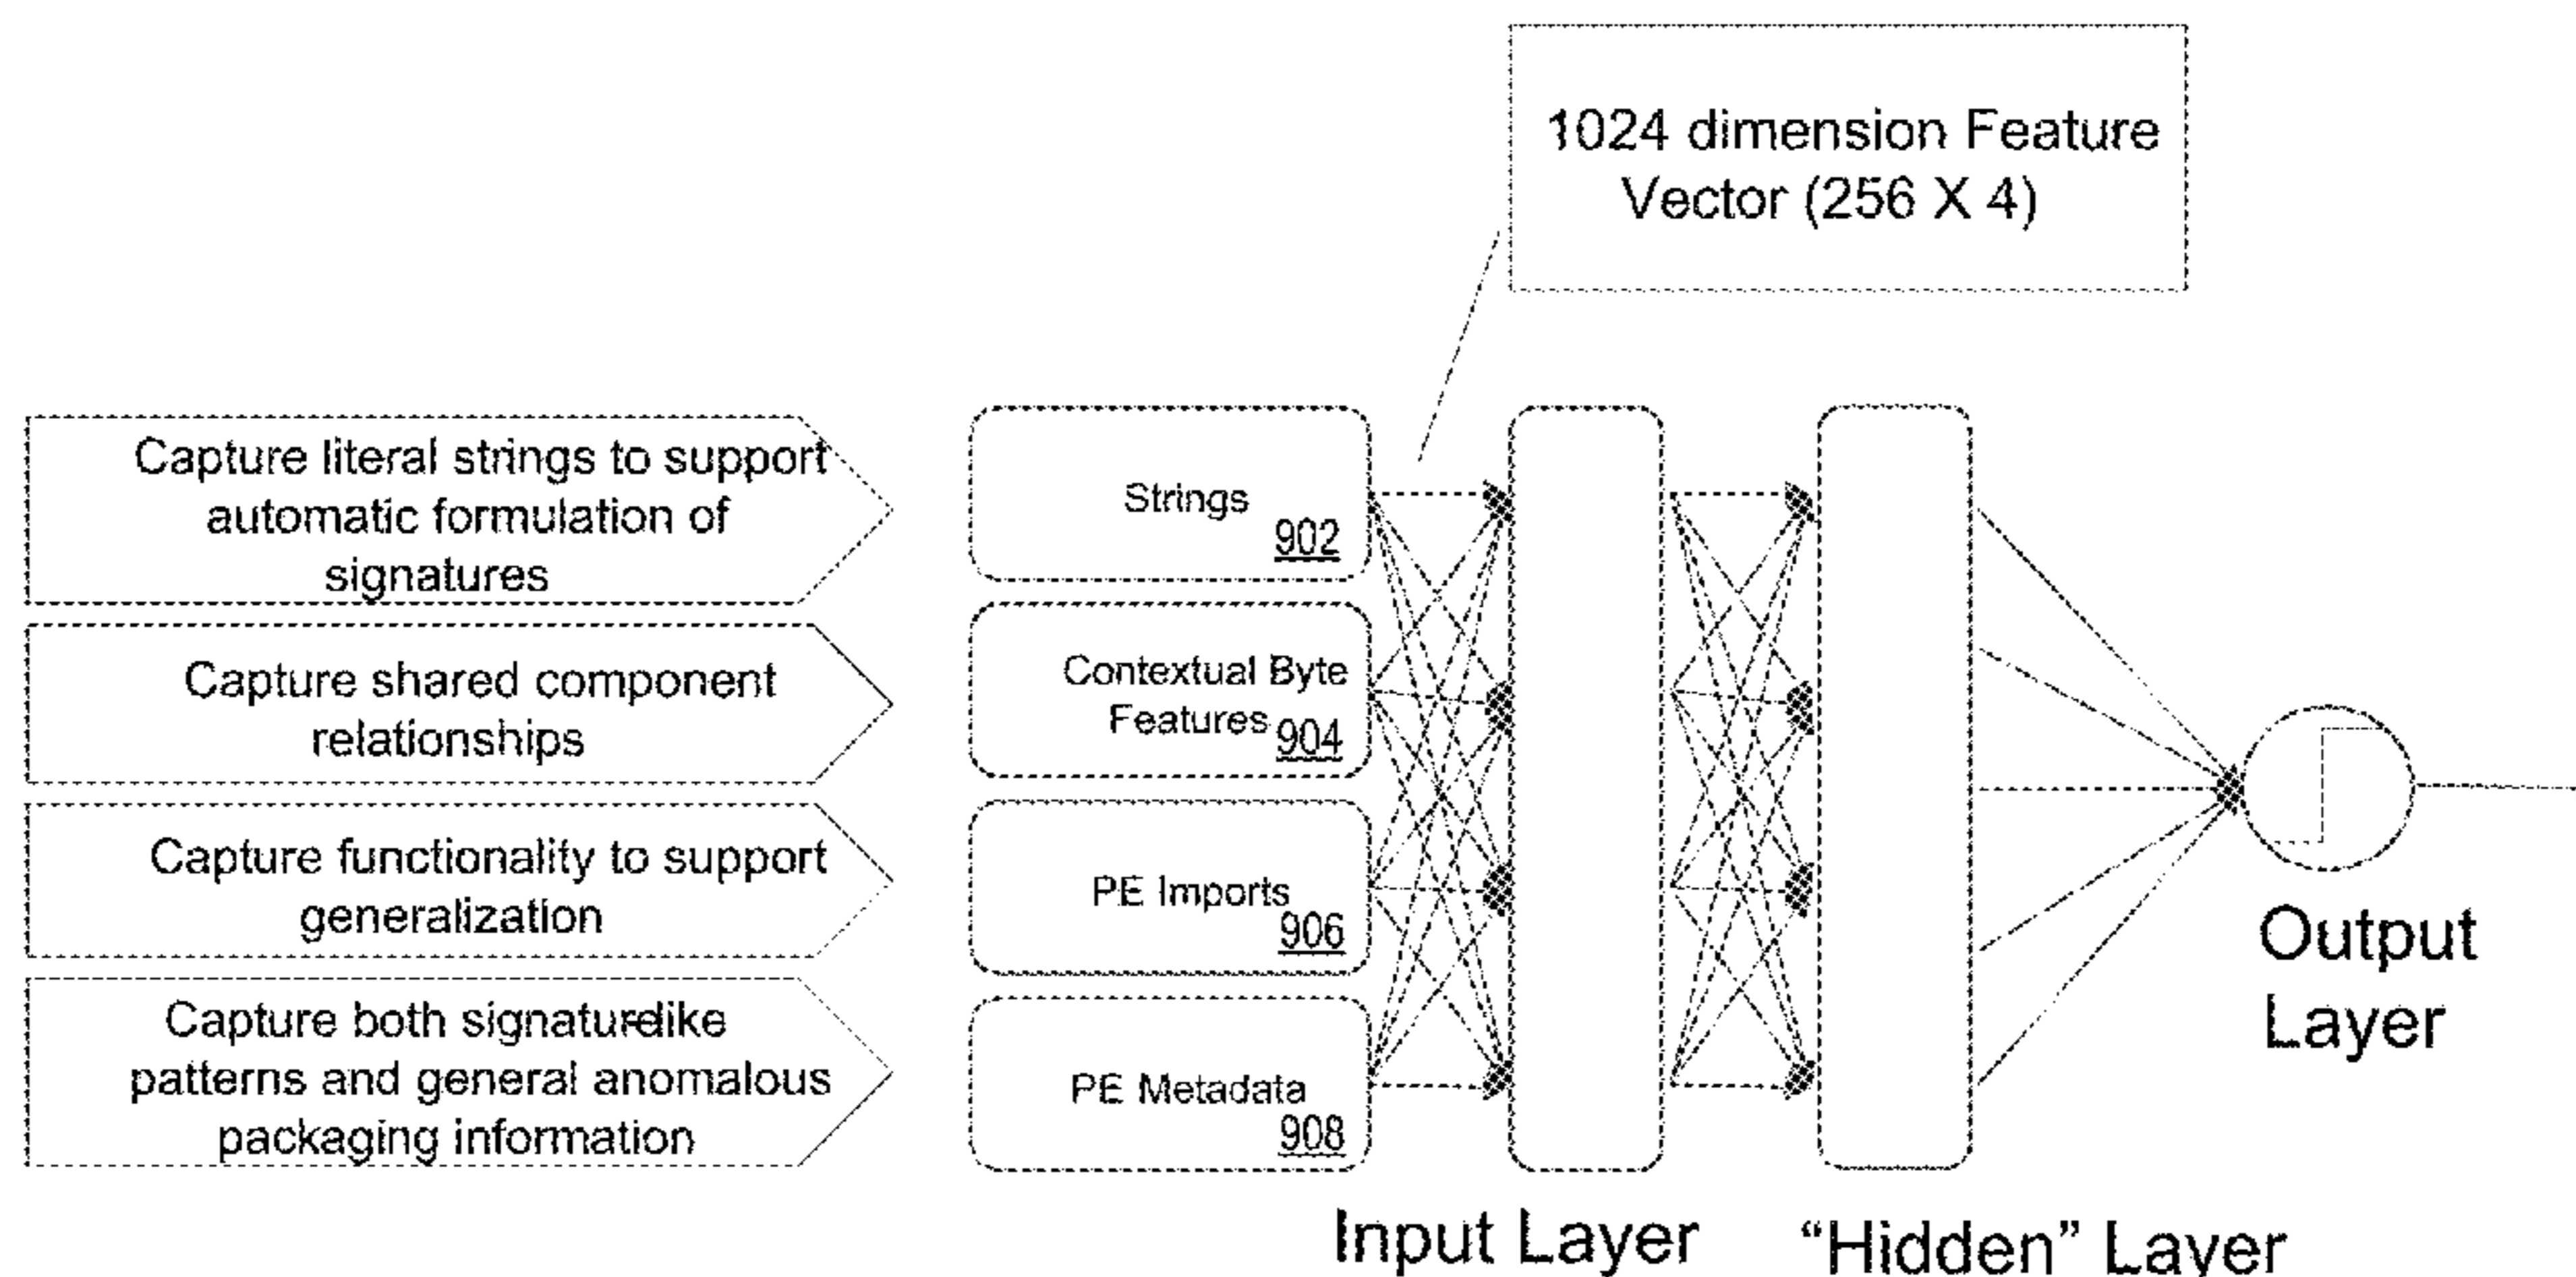 1024 dimension Feature
Vector (256 X 4)
Capture literal strings to support
automatic formulation of
signatures
Capture shared component
relationships
Capture functionality to support
generalization
Capture both signature-like
patterns and general anomalous
packaging information
Strings
902
Contextual Byte
Features
904
PE Imports
906
PE Metadata
908
Input Layer
“Hidden” Layer
Output
Layer